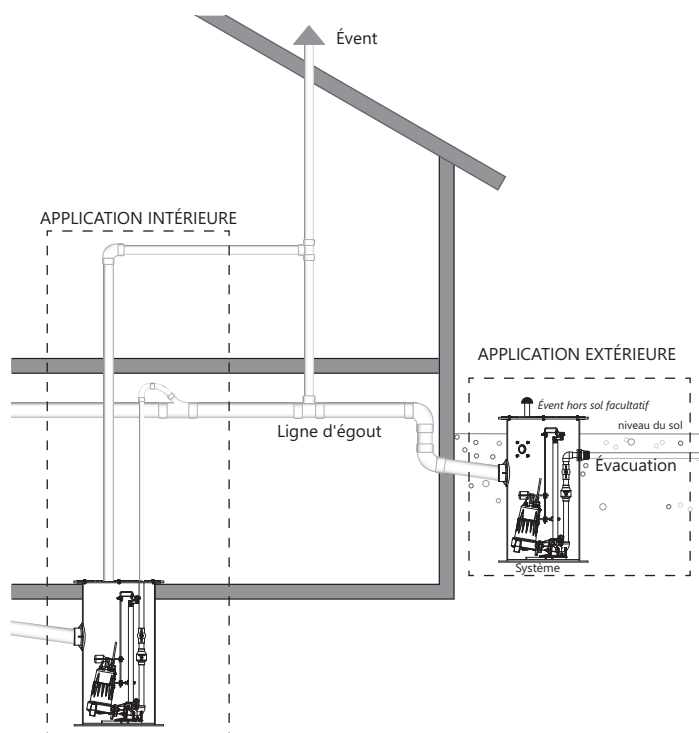 Évent
APPLICATION INTÉRIEURE
APPLICATION EXTÉRIEURE
Évent hors sol facultatif
niveau du sol
Ligne d'égout
Évacuation
Système